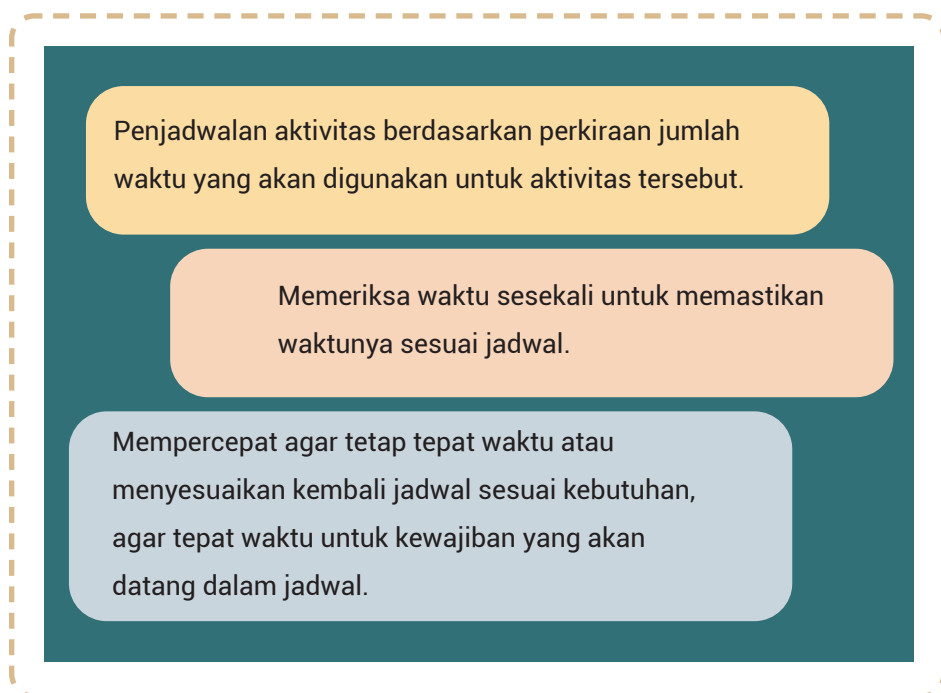 Penjadwalan aktivitas berdasarkan perkiraan jumlah
waktu yang akan digunakan untuk aktivitas tersebut.
Memeriksa waktu sesekali untuk memastikan
waktunya sesuai jadwal.
Mempercepat agar tetap tepat waktu atau
menyesuaikan kembali jadwal sesuai kebutuhan,
agar tepat waktu untuk kewajiban yang akan
datang dalam jadwal.